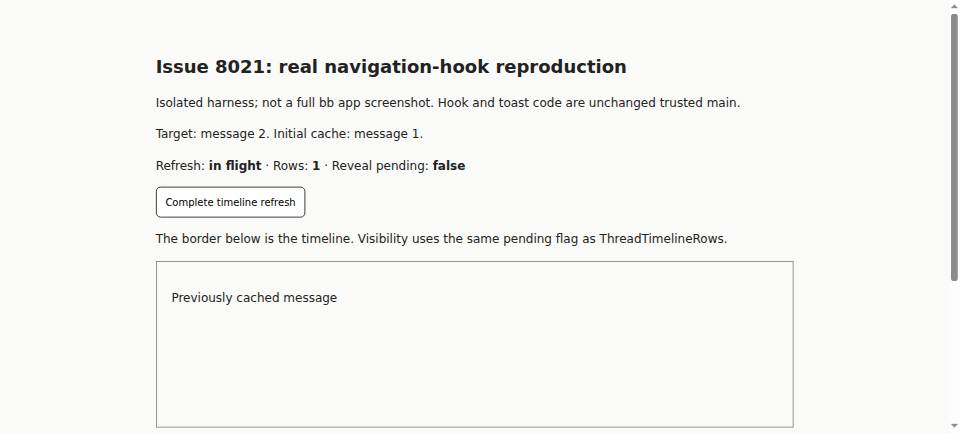 Issue 8021: real navigation-hook reproduction
Isolated harness; not a full bb app screenshot. Hook and toast code are unchanged trusted main.
Target: message 2. Initial cache: message 1.
Refresh: in flight · Rows: 1 · Reveal pending: false
Complete timeline refresh
The border below is the timeline. Visibility uses the same pending flag as ThreadTimelineRows.
Previously cached message